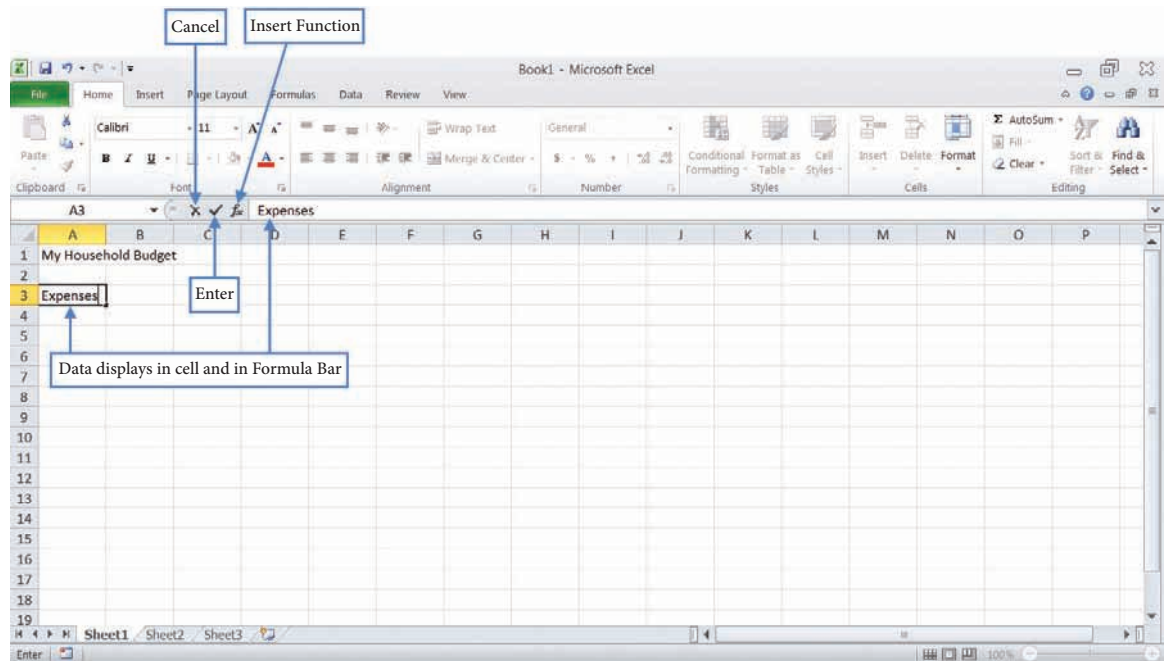 Cancel Insert Function
Book1 - Microsoft Excel
File Home Insert Page Layout Formulas Data Review View
Calibri 11 A A Wrap Text General Σ AutoSum
Fill
Paste B I U A Merge & Center $ % , Conditional Formatting Format as Table Cell Styles Insert Delete Format Clear Sort & Filter Find & Select
Clipboard Font Alignment Number Styles Cells Editing
A3 fx Expenses
A B C D E F G H I J K L M N O P
1 My Household Budget
2
3 Expenses
Enter
4
5
6
Data displays in cell and in Formula Bar
7
8
9
10
11
12
13
14
15
16
17
18
19
Sheet1 Sheet2 Sheet3
Enter 100%